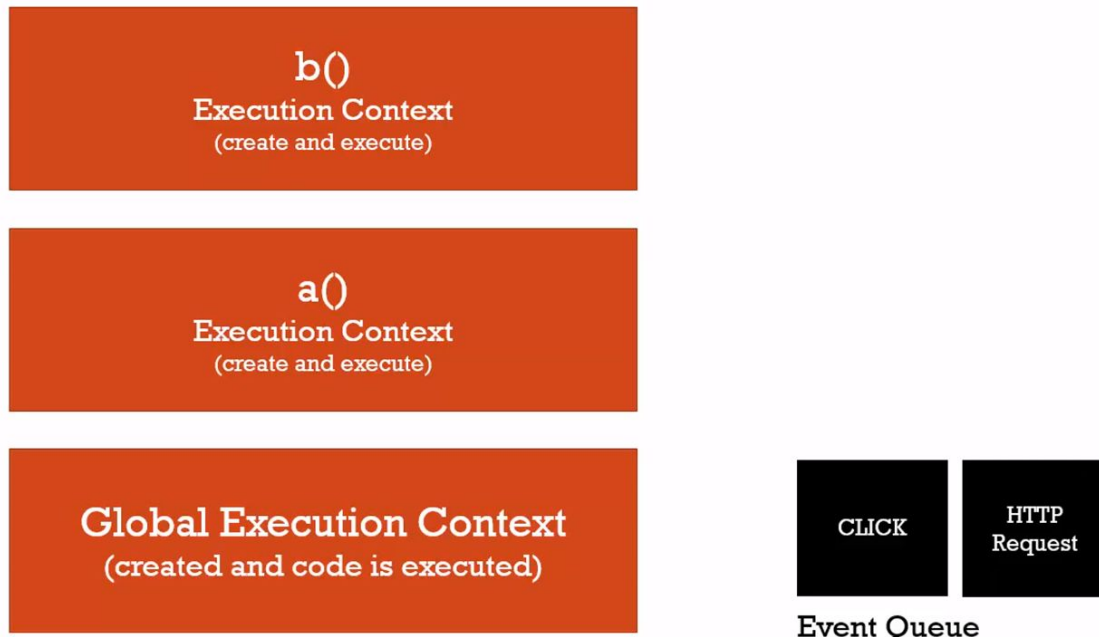 b()
Execution Context
(create and execute)
a()
Execution Context
(create and execute)
Global Execution Context
(created and code is executed)
CLICK
HTTP
Request
Event Queue